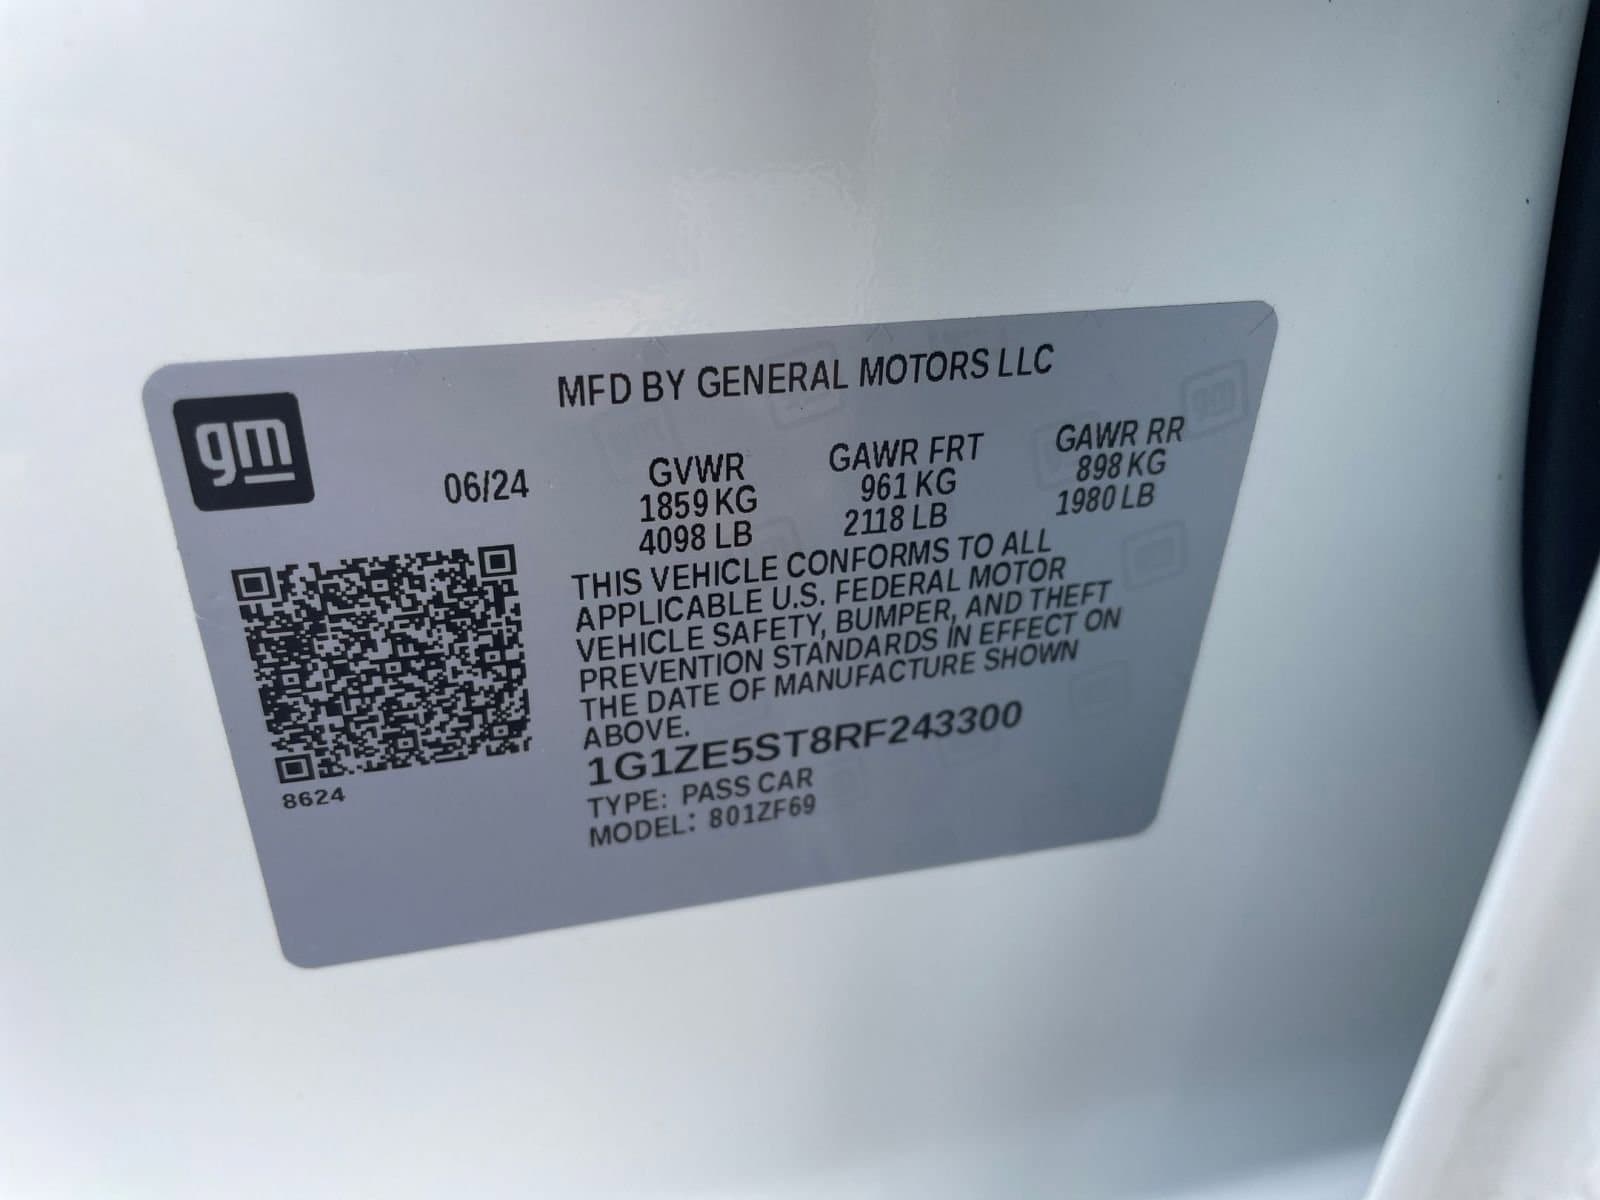 MFD BY GENERAL MOTORS LLC
gm
06/24
GVWR
1859 KG
4098 LB
GAWR FRT
961 KG
2118 LB
GAWR RR
898 KG
1980 LB
THIS VEHICLE CONFORMS TO ALL
APPLICABLE U.S. FEDERAL MOTOR
VEHICLE SAFETY, BUMPER, AND THEFT
PREVENTION STANDARDS IN EFFECT ON
THE DATE OF MANUFACTURE SHOWN
ABOVE.
1G1ZE5ST8RF243300
TYPE: PASS CAR
MODEL: 801ZF69
8624